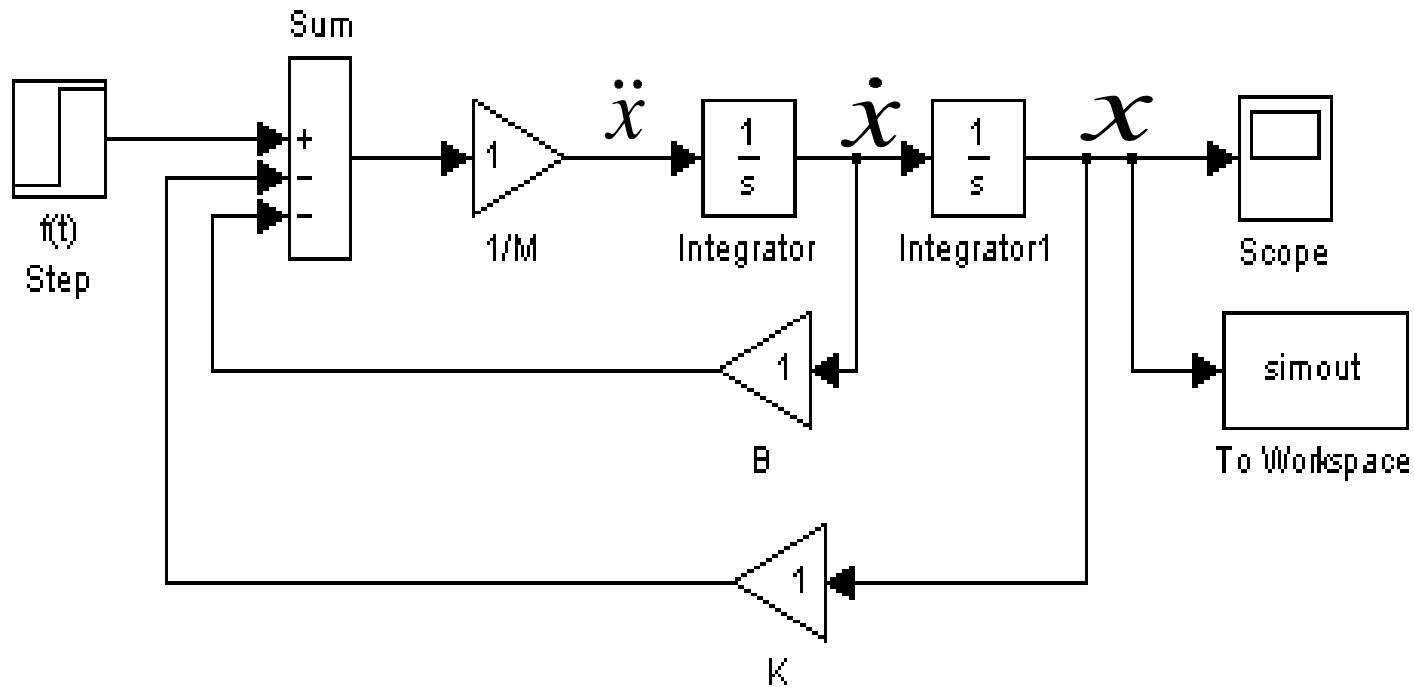 Sum
f(t)
Step
+
−
−
1
1/M
ẍ
1
s
Integrator
ẋ
1
s
Integrator1
x
Scope
simout
To Workspace
1
B
1
K